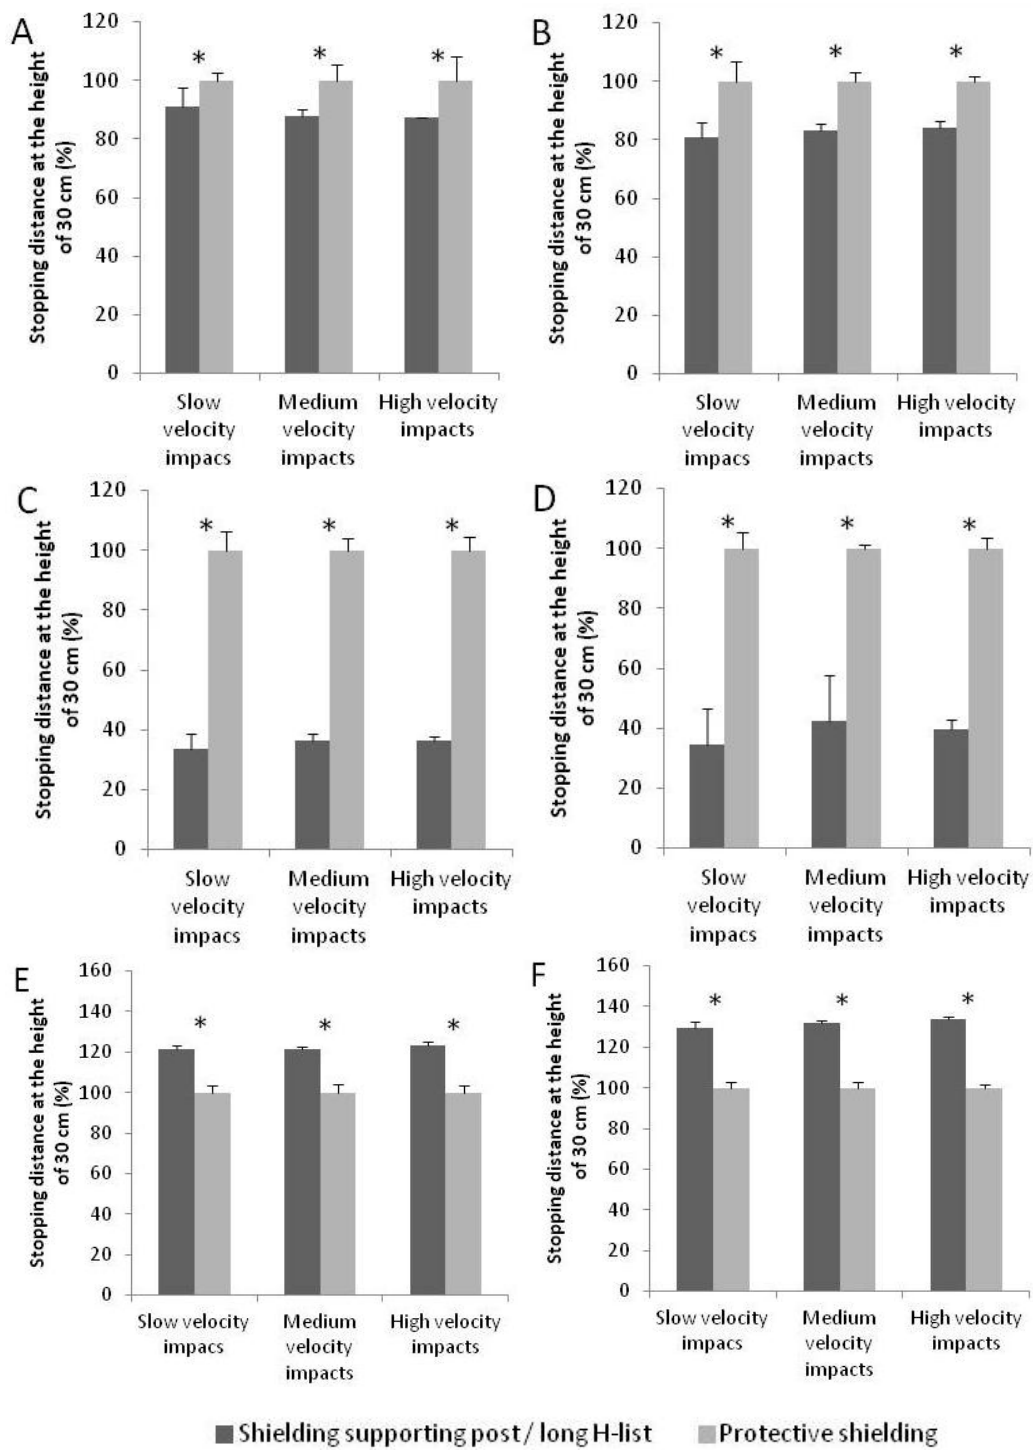 A
Stopping distance at the height
of 30 cm (%)
120
100
80
60
40
20
0
* * *
Slow
velocity
impacs
Medium
velocity
impacts
High velocity
impacts
B
Stopping distance at the height
of 30 cm (%)
120
100
80
60
40
20
0
* * *
Slow
velocity
impacs
Medium
velocity
impacts
High velocity
impacts
C
Stopping distance at the height
of 30 cm (%)
120
100
80
60
40
20
0
* * *
Slow
velocity
impacs
Medium
velocity
impacts
High velocity
impacts
D
Stopping distance at the height
of 30 cm (%)
120
100
80
60
40
20
0
* * *
Slow
velocity
impacs
Medium
velocity
impacts
High velocity
impacts
E
Stopping distance at the height
of 30 cm (%)
160
140
120
100
80
60
40
20
0
* * *
Slow velocity
impacs
Medium
velocity
impacts
High velocity
impacts
F
Stopping distance at the height
of 30 cm (%)
160
140
120
100
80
60
40
20
0
* * *
Slow velocity
impacs
Medium
velocity
impacts
High velocity
impacts
Shielding supporting post / long H-list
Protective shielding